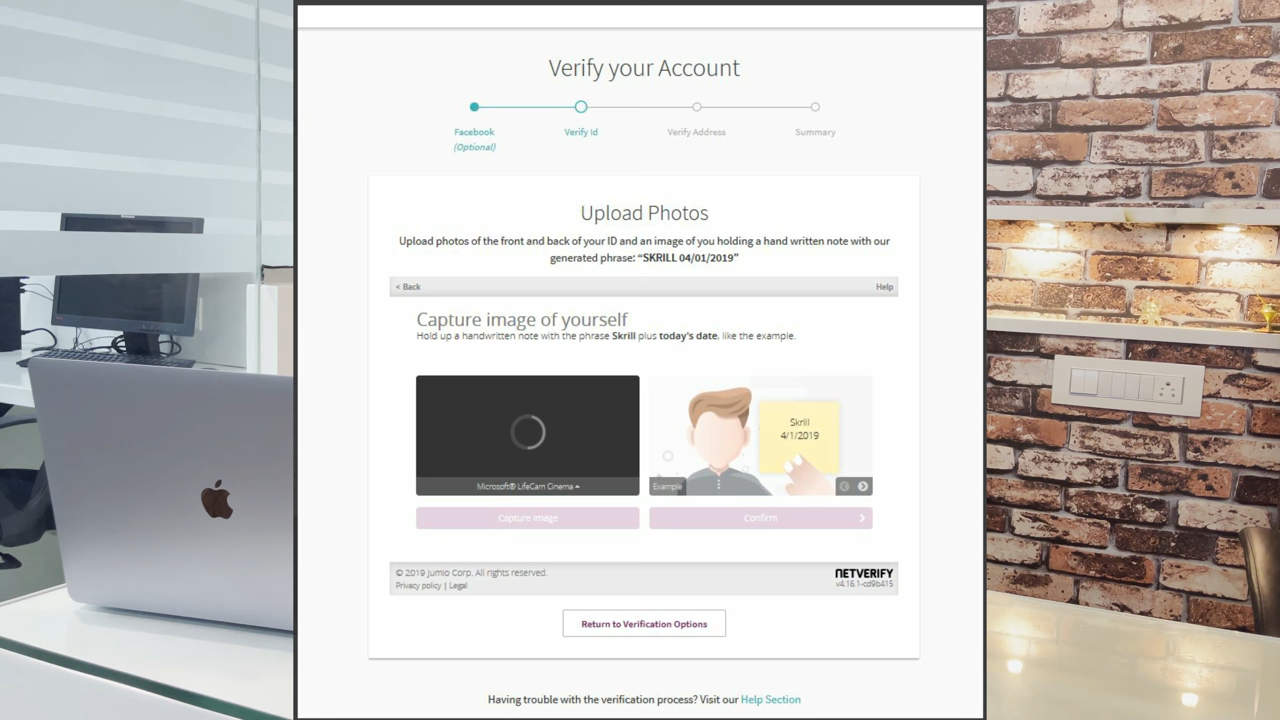 Verify your Account
Facebook
(Optional)
Verify Id
Verify Address
Summary
Upload Photos
Upload photos of the front and back of your ID and an image of you holding a hand written note with our
generated phrase: “SKRILL 04/01/2019”
< Back
Help
Capture image of yourself
Hold up a handwritten note with the phrase Skrill plus today's date, like the example.
Skrill
4/1/2019
Microsoft® LifeCam Cinema
Example
Capture Image
Confirm
© 2019 Jumio Corp. All rights reserved.
Privacy policy | Legal
NETVERIFY
v4.16.1-cd9b415
Return to Verification Options
Having trouble with the verification process? Visit our Help Section